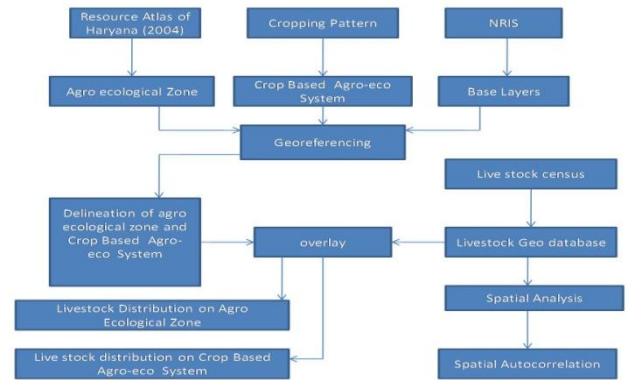 Resource Atlas of
Haryana (2004)
Cropping Pattern
NRIS
Agro ecological Zone
Crop Based Agro-eco
System
Base Layers
Georeferencing
Live stock census
Delineation of agro
ecological zone and
Crop Based Agro-
eco System
overlay
Livestock Geo database
Livestock Distribution on Agro
Ecological Zone
Spatial Analysis
Live stock distribution on Crop Based
Agro-eco System
Spatial Autocorrelation